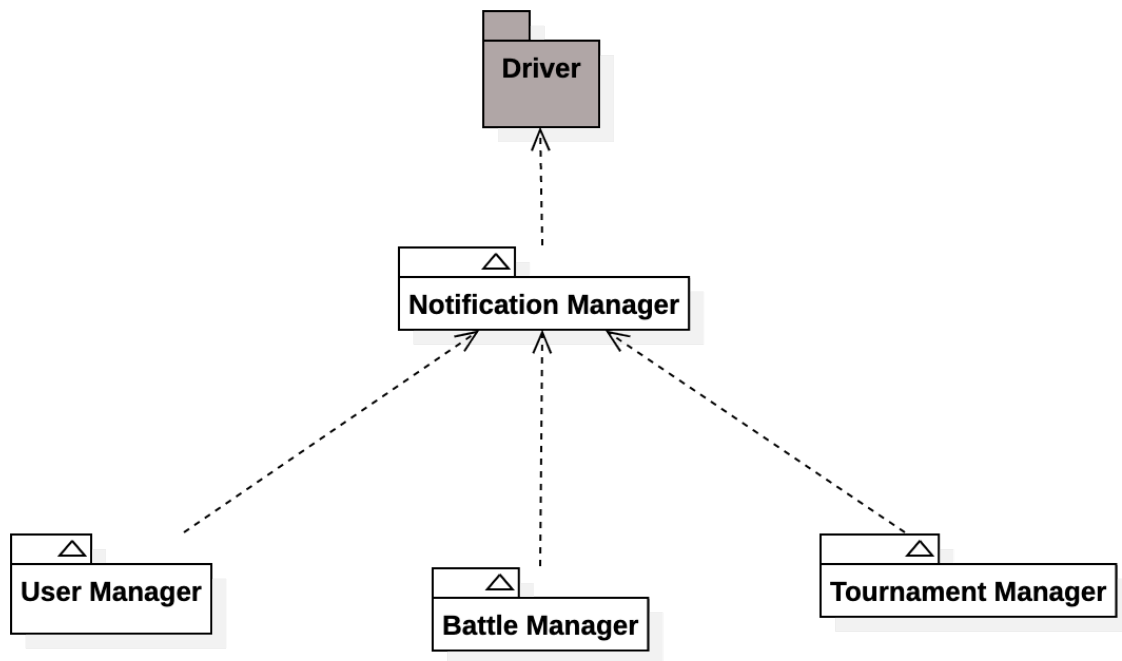 Driver
Notification Manager
User Manager
Battle Manager
Tournament Manager